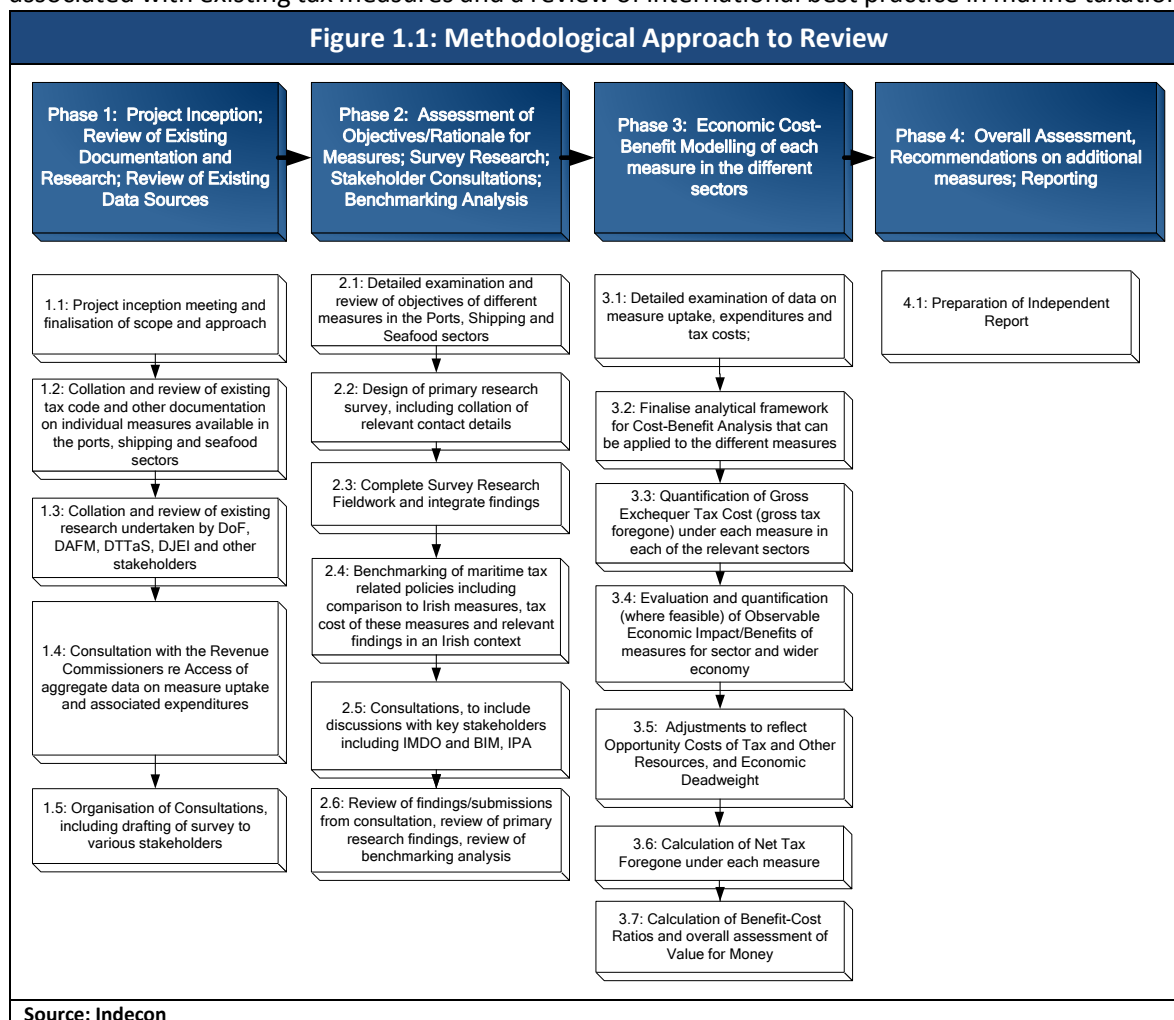 associated with existing tax measures and a review of international best practice in marine taxation
Figure 1.1: Methodological Approach to Review
Phase 1: Project Inception;
Review of Existing
Documentation and
Research; Review of Existing
Data Sources
1.1: Project inception meeting and
finalisation of scope and approach
1.2: Collation and review of existing
tax code and other documentation
on individual measures available in
the ports, shipping and seafood
sectors
1.3: Collation and review of existing
research undertaken by DoF,
DAFM, DTTaS, DJEI and other
stakeholders
1.4: Consultation with the Revenue
Commissioners re Access of
aggregate data on measure uptake
and associated expenditures
1.5: Organisation of Consultations,
including drafting of survey to
various stakeholders
Phase 2: Assessment of
Objectives/Rationale for
Measures; Survey Research;
Stakeholder Consultations;
Benchmarking Analysis
2.1: Detailed examination and
review of objectives of different
measures in the Ports, Shipping and
Seafood sectors
2.2: Design of primary research
survey, including collation of
relevant contact details
2.3: Complete Survey Research
Fieldwork and integrate findings
2.4: Benchmarking of maritime tax
related policies including
comparison to Irish measures, tax
cost of these measures and relevant
findings in an Irish context
2.5: Consultations, to include
discussions with key stakeholders
including IMDO and BIM, IPA
2.6: Review of findings/submissions
from consultation, review of primary
research findings, review of
benchmarking analysis
Phase 3: Economic Cost-
Benefit Modelling of each
measure in the different
sectors
3.1: Detailed examination of data on
measure uptake, expenditures and
tax costs;
3.2: Finalise analytical framework
for Cost-Benefit Analysis that can
be applied to the different measures
3.3: Quantification of Gross
Exchequer Tax Cost (gross tax
foregone) under each measure in
each of the relevant sectors
3.4: Evaluation and quantification
(where feasible) of Observable
Economic Impact/Benefits of
measures for sector and wider
economy
3.5: Adjustments to reflect
Opportunity Costs of Tax and Other
Resources, and Economic
Deadweight
3.6: Calculation of Net Tax
Foregone under each measure
3.7: Calculation of Benefit-Cost
Ratios and overall assessment of
Value for Money
Phase 4: Overall Assessment,
Recommendations on additional
measures; Reporting
4.1: Preparation of Independent
Report
Source: Indecon